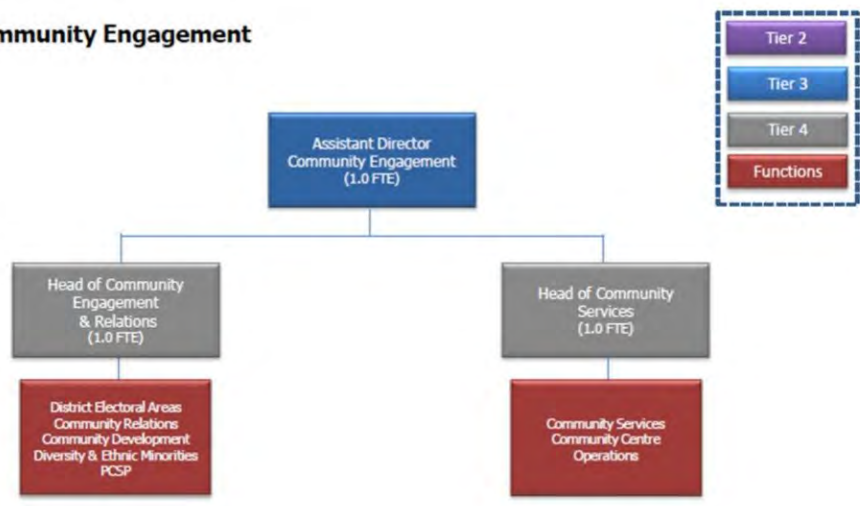 mmunity Engagement
Tier 2
Tier 3
Tier 4
Functions
Assistant Director
Community Engagement
(1.0 FTE)
Head of Community
Engagement
& Relations
(1.0 FTE)
Head of Community
Services
(1.0 FTE)
District Electoral Areas
Community Relations
Community Development
Diversity & Ethnic Minorities
PCSP
Community Services
Community Centre
Operations